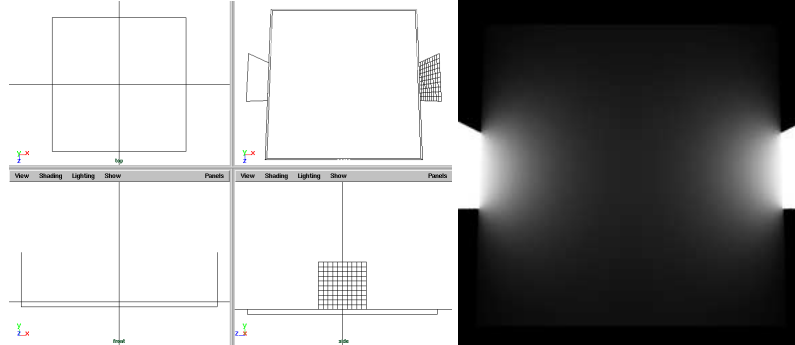 y x
z
top
y x
z
View Shading Lighting Show Panels
View Shading Lighting Show Panels
y
z x
front
y
z x
side